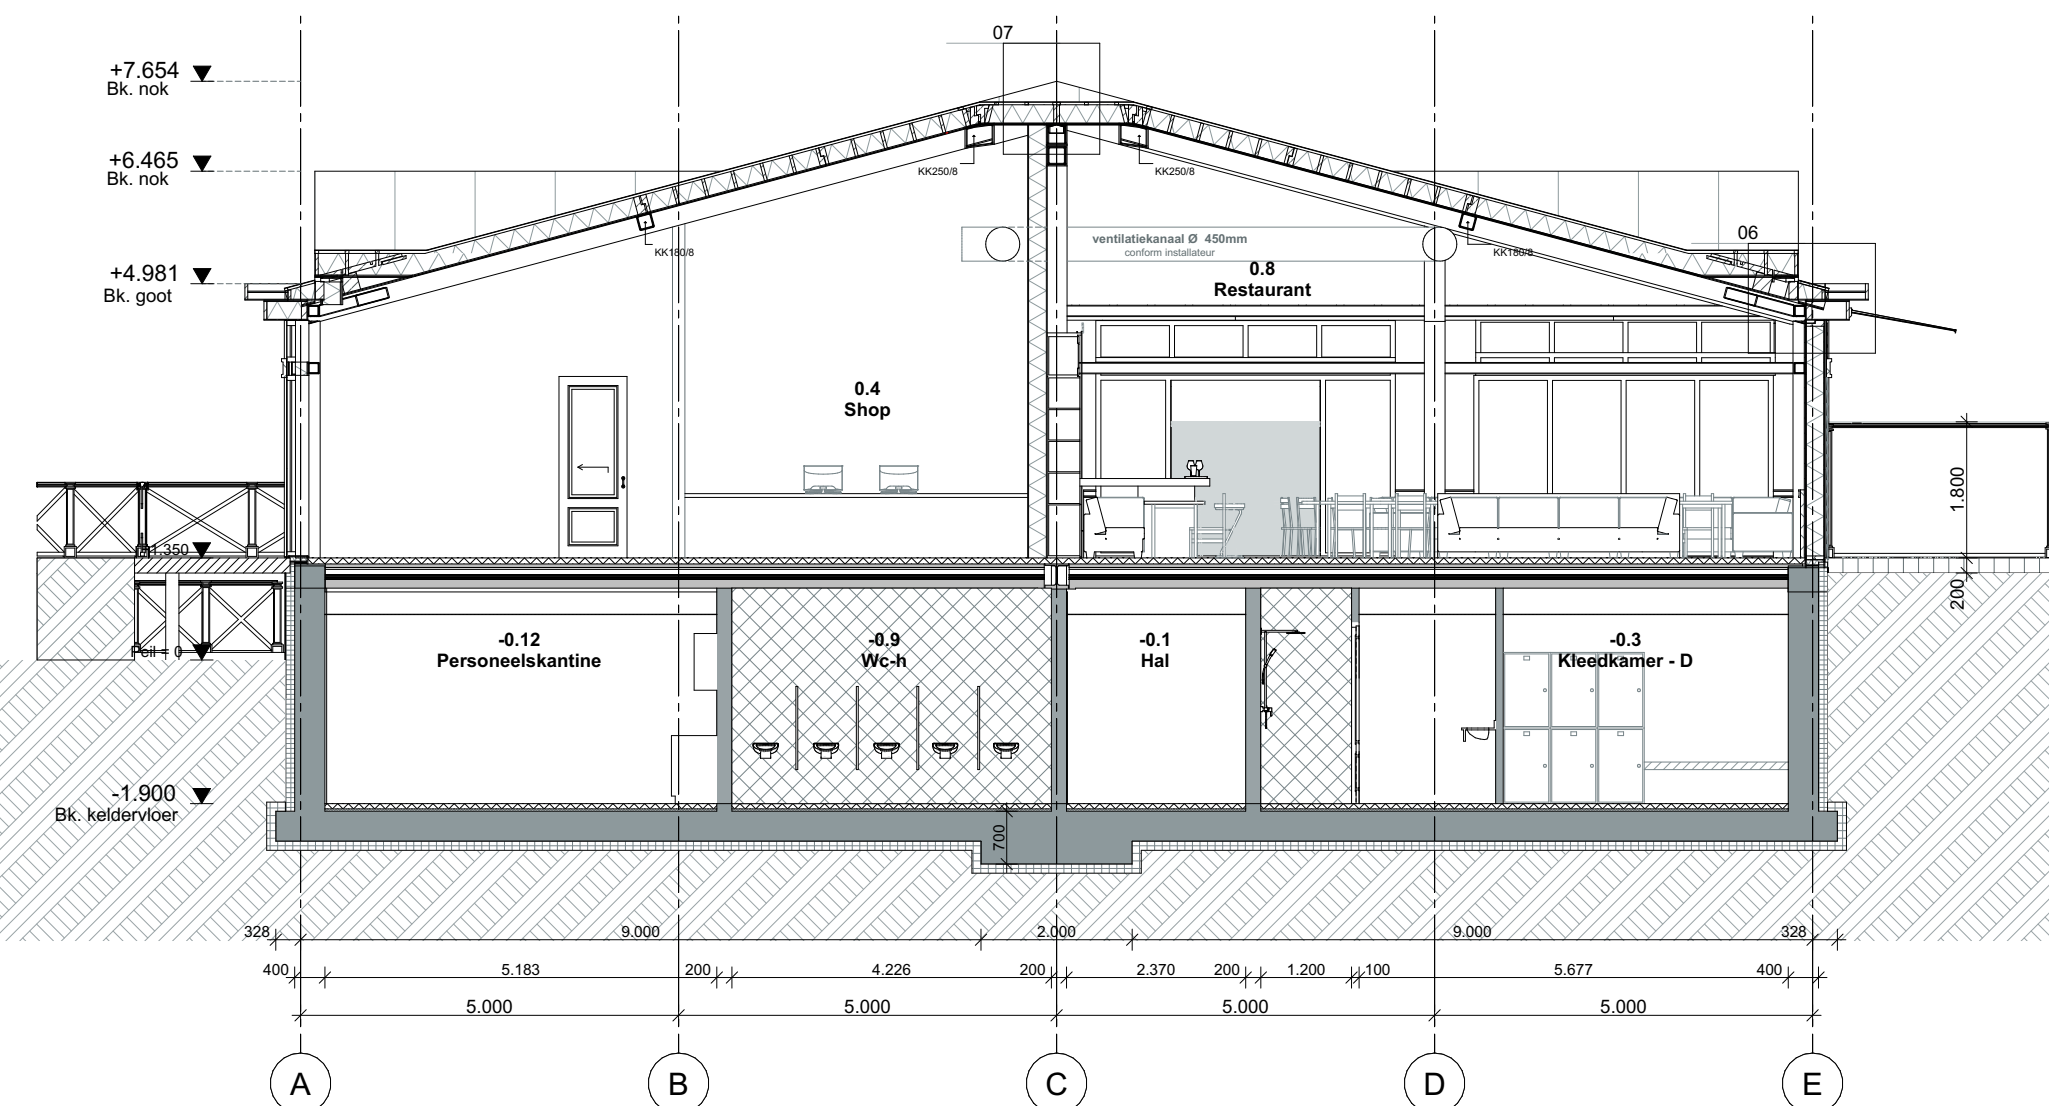 07
+7.654
Bk. nok
+6.465
Bk. nok
KK250/8
KK250/8
06
ventilatiekanaal Ø 450mm
conform installateur
KK180/8
KK180/8
+4.981
Bk. goot
0.8
Restaurant
0.4
Shop
1.800
1.350
200
Peil = 0
-0.12
Personeelskantine
-0.9
Wc-h
-0.1
Hal
-0.3
Kleedkamer - D
-1.900
Bk. keldervloer
700
328 9.000 2.000 9.000 328
400 5.183 200 4.226 200 2.370 200 1.200 100 5.677 400
5.000 5.000 5.000 5.000
A B C D E